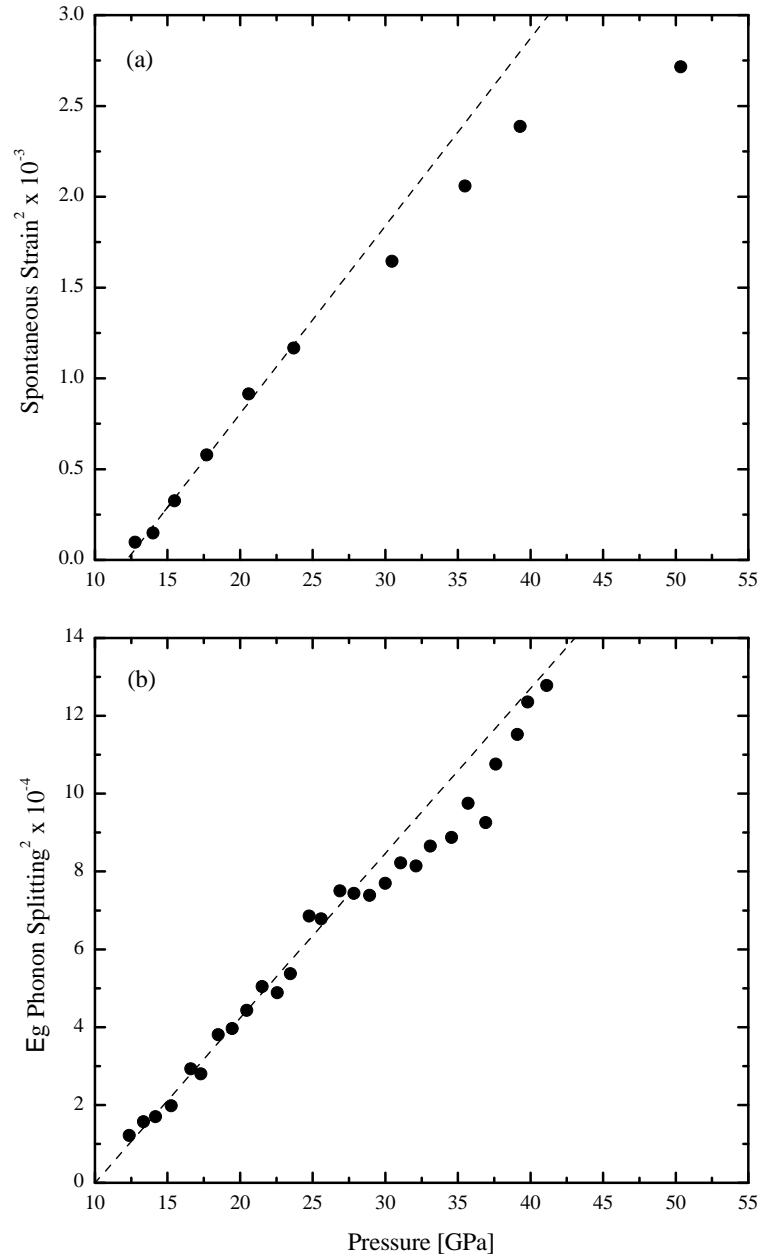 3.0
(a)
2.5
2.0
1.5
1.0
0.5
0.0
Spontaneous Strain² x 10⁻³
10 15 20 25 30 35 40 45 50 55
14
(b)
12
10
8
6
4
2
0
Eg Phonon Splitting² x 10⁻⁴
10 15 20 25 30 35 40 45 50 55
Pressure [GPa]